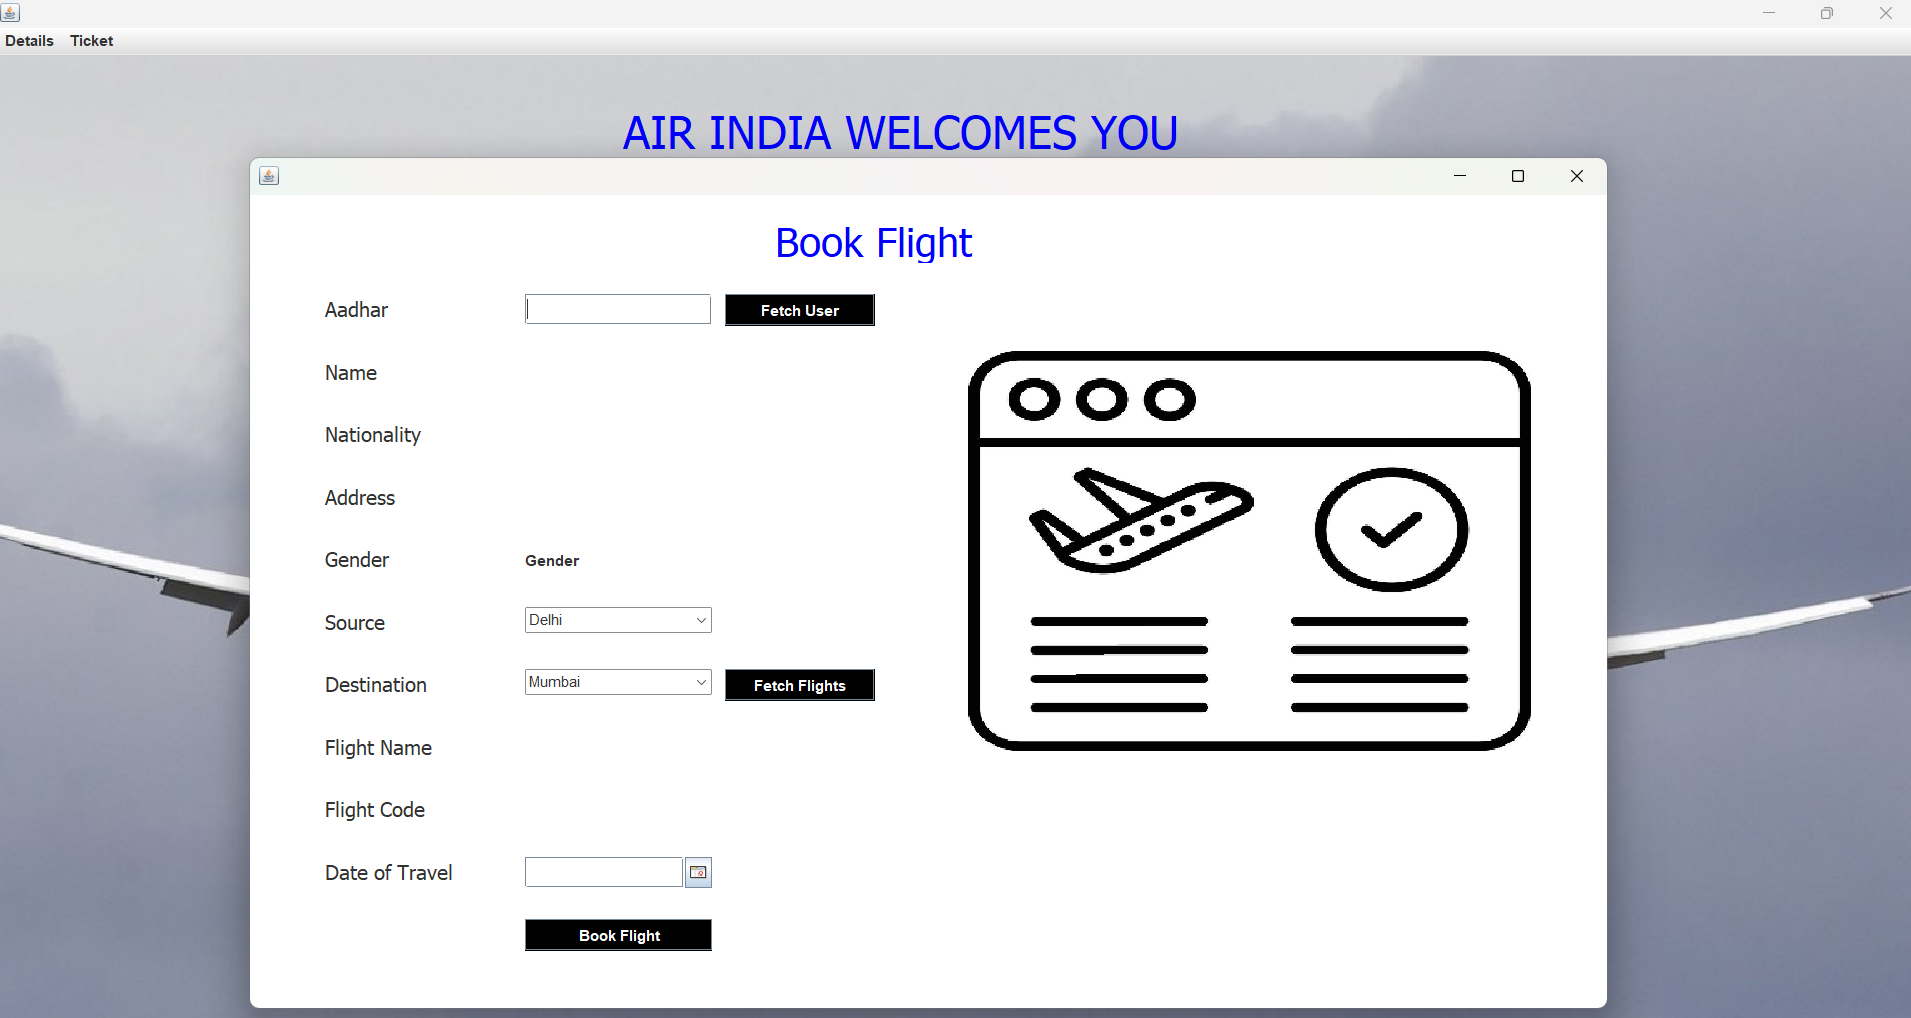 Details Ticket
AIR INDIA WELCOMES YOU
Book Flight
Aadhar Fetch User
Name
Nationality
Address
Gender Gender
Source Delhi
Destination Mumbai Fetch Flights
Flight Name
Flight Code
Date of Travel
Book Flight